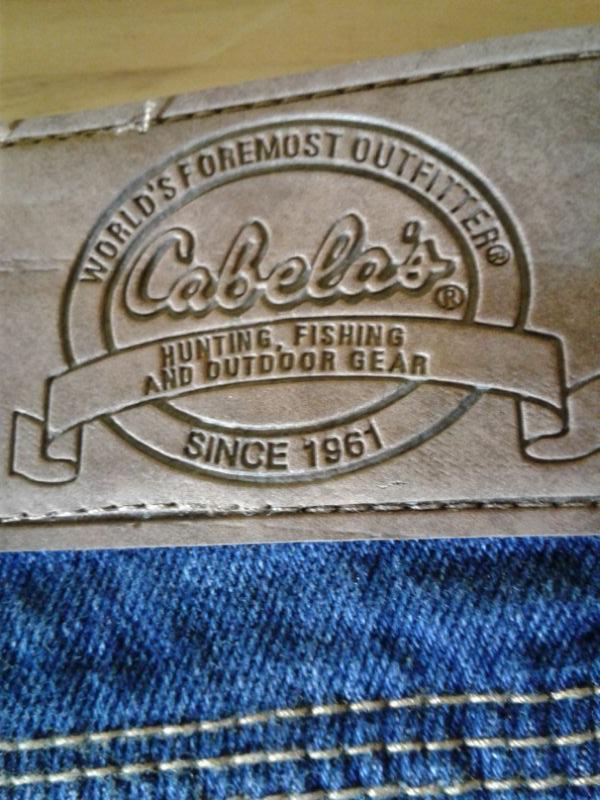 WORLD'S FOREMOST OUTFITTER®
Cabela's®
HUNTING, FISHING
AND OUTDOOR GEAR
SINCE 1961